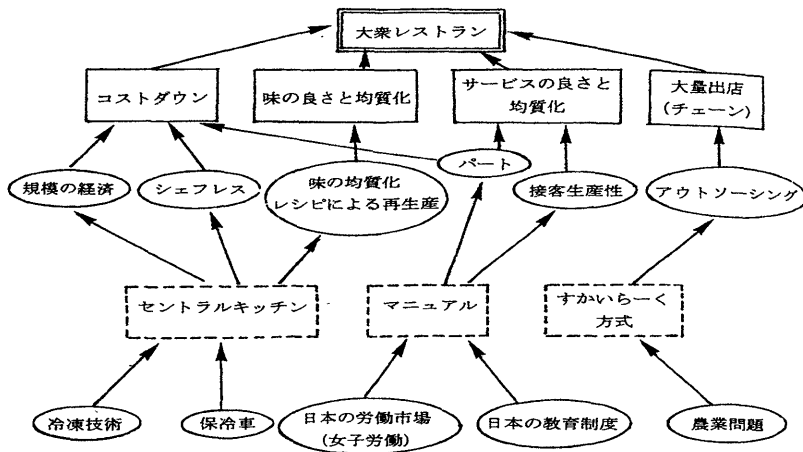 大衆レストラン
コストダウン
味の良さと均質化
サービスの良さと
均質化
大量出店
(チェーン)
規模の経済
シェフレス
味の均質化
レシピによる再生産
パート
接客生産性
アウトソーシング
セントラルキッチン
マニュアル
すかいらーく
方式
冷凍技術
保冷車
日本の労働市場
(女子労働)
日本の教育制度
農業問題